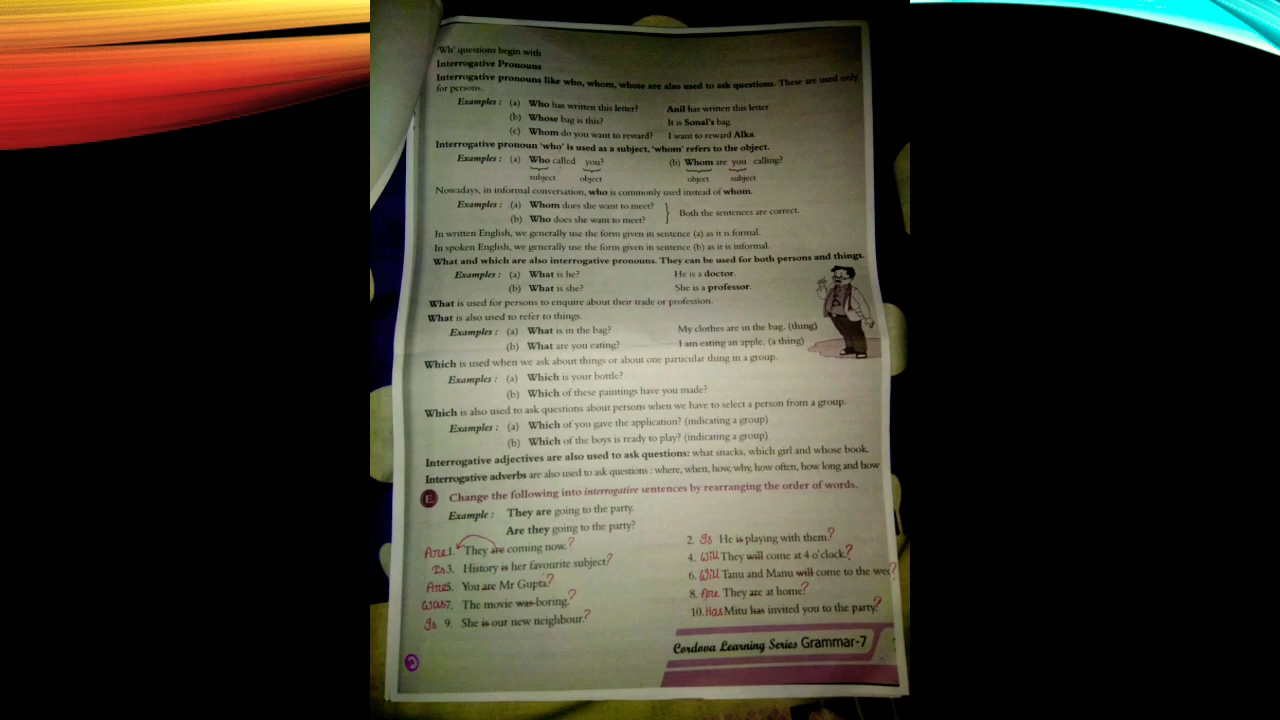 'Wh' questions begin with
Interrogative Pronouns
Interrogative pronouns like who, whom, whose are also used to ask questions. These are used only
for persons.
Examples : (a) Who has written this letter? Anil has written this letter.
(b) Whose bag is this? It is Sonal's bag.
(c) Whom do you want to reward? I want to reward Alka.
Interrogative pronoun 'who' is used as a subject, 'whom' refers to the object.
Examples : (a) Who called you? (b) Whom are you calling?
subject object object subject
Nowadays, in informal conversation, who is commonly used instead of whom.
Examples : (a) Whom does she want to meet?
(b) Who does she want to meet? } Both the sentences are correct.
In written English, we generally use the form given in sentence (a) as it is formal.
In spoken English, we generally use the form given in sentence (b) as it is informal.
What and which are also interrogative pronouns. They can be used for both persons and things.
Examples : (a) What is he? He is a doctor.
(b) What is she? She is a professor.
What is used for persons to enquire about their trade or profession.
What is also used to refer to things.
Examples : (a) What is in the bag? My clothes are in the bag. (thing)
(b) What are you eating? I am eating an apple. (a thing)
Which is used when we ask about things or about one particular thing in a group.
Examples : (a) Which is your bottle?
(b) Which of these paintings have you made?
Which is also used to ask questions about persons when we have to select a person from a group.
Examples : (a) Which of you gave the application? (indicating a group)
(b) Which of the boys is ready to play? (indicating a group)
Interrogative adjectives are also used to ask questions: what snacks, which girl and whose book.
Interrogative adverbs are also used to ask questions : where, when, how, why, how often, how long and how
E. Change the following into interrogative sentences by rearranging the order of words.
Example : They are going to the party.
Are they going to the party?
Are 1. They are coming now.? 2. Is He is playing with them.?
Is 3. History is her favourite subject? 4. Will They will come at 4 o'clock.?
Are 5. You are Mr Gupta.? 6. Will Tanu and Manu will come to the wed?
Was 7. The movie was boring.? 8. Are They are at home.?
Is 9. She is our new neighbour.? 10. Has Mitu has invited you to the party.?
Cordova Learning Series Grammar-7